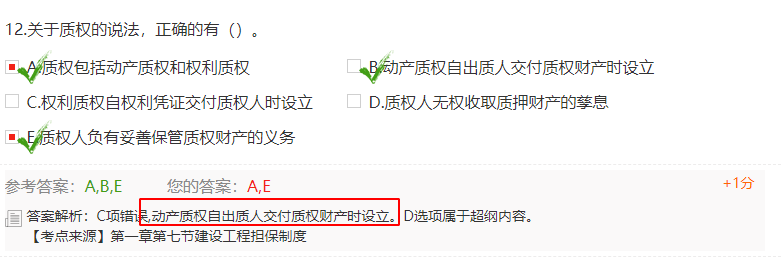 12.关于质权的说法，正确的有（）。
A.质权包括动产质权和权利质权
B.动产质权自出质人交付质权财产时设立
C.权利质权自权利凭证交付质权人时设立
D.质权人无权收取质押财产的孳息
E.质权人负有妥善保管质权财产的义务
参考答案：A,B,E 您的答案：A,E +1分
答案解析：C项错误,动产质权自出质人交付质权财产时设立。D选项属于超纲内容。
【考点来源】第一章第七节建设工程担保制度